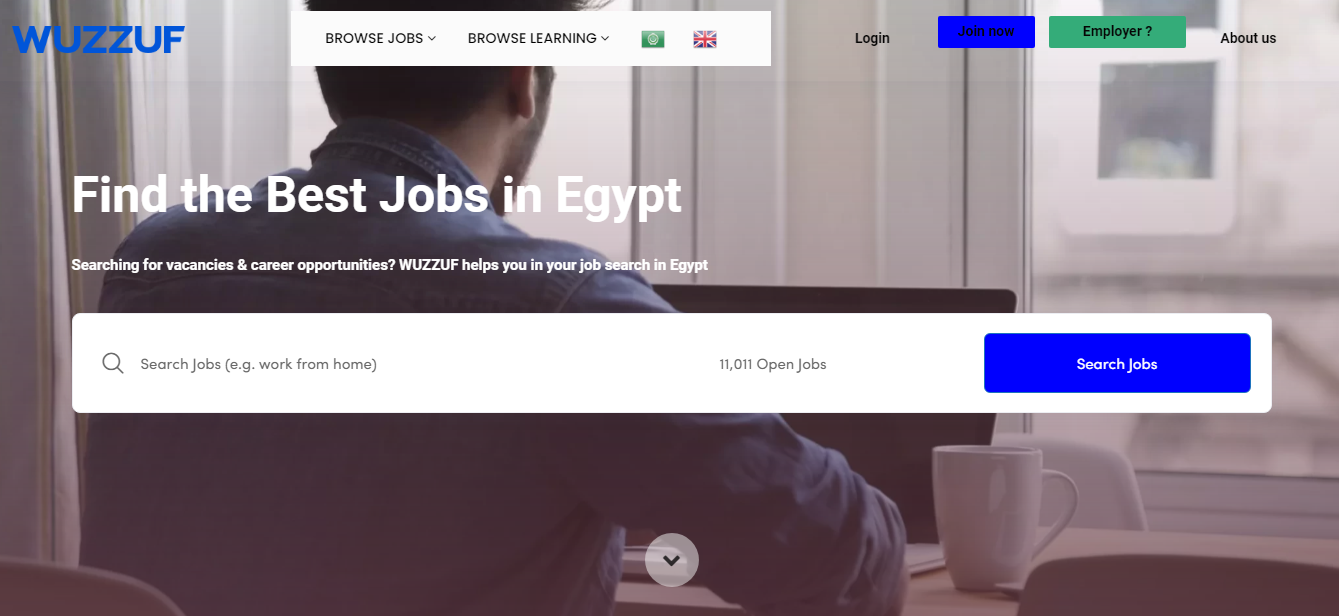 WUZZUF
BROWSE JOBS
BROWSE LEARNING
Login
Join now
Employer ?
About us
Find the Best Jobs in Egypt
Searching for vacancies & career opportunities? WUZZUF helps you in your job search in Egypt
Search Jobs (e.g. work from home)
11,011 Open Jobs
Search Jobs